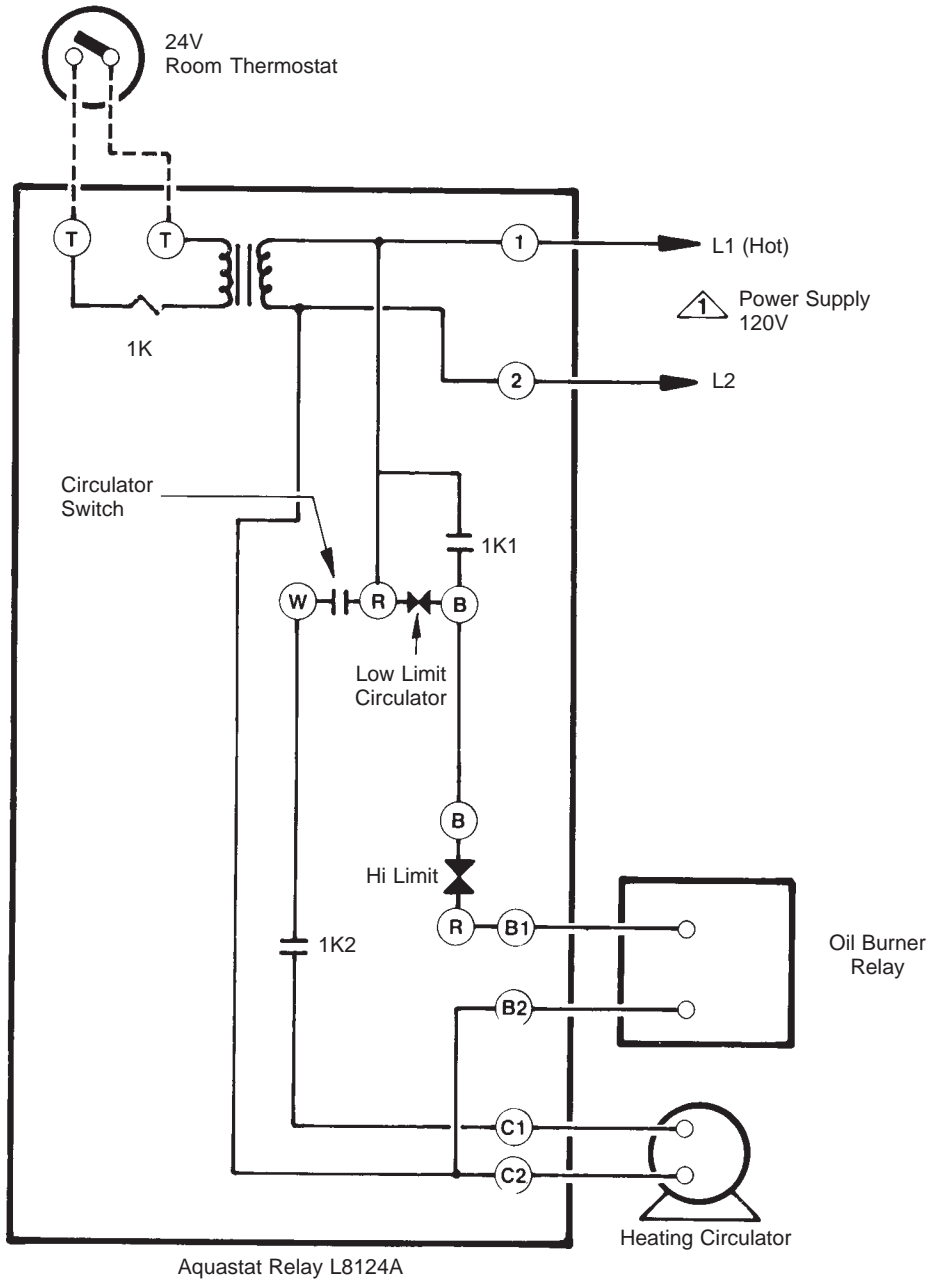 24V
Room Thermostat
T
T
1
L1 (Hot)
1K
1
Power Supply
120V
2
L2
Circulator
Switch
1K1
W
R
B
Low Limit
Circulator
B
Hi Limit
R
B1
1K2
Oil Burner
Relay
B2
C1
C2
Heating Circulator
Aquastat Relay L8124A